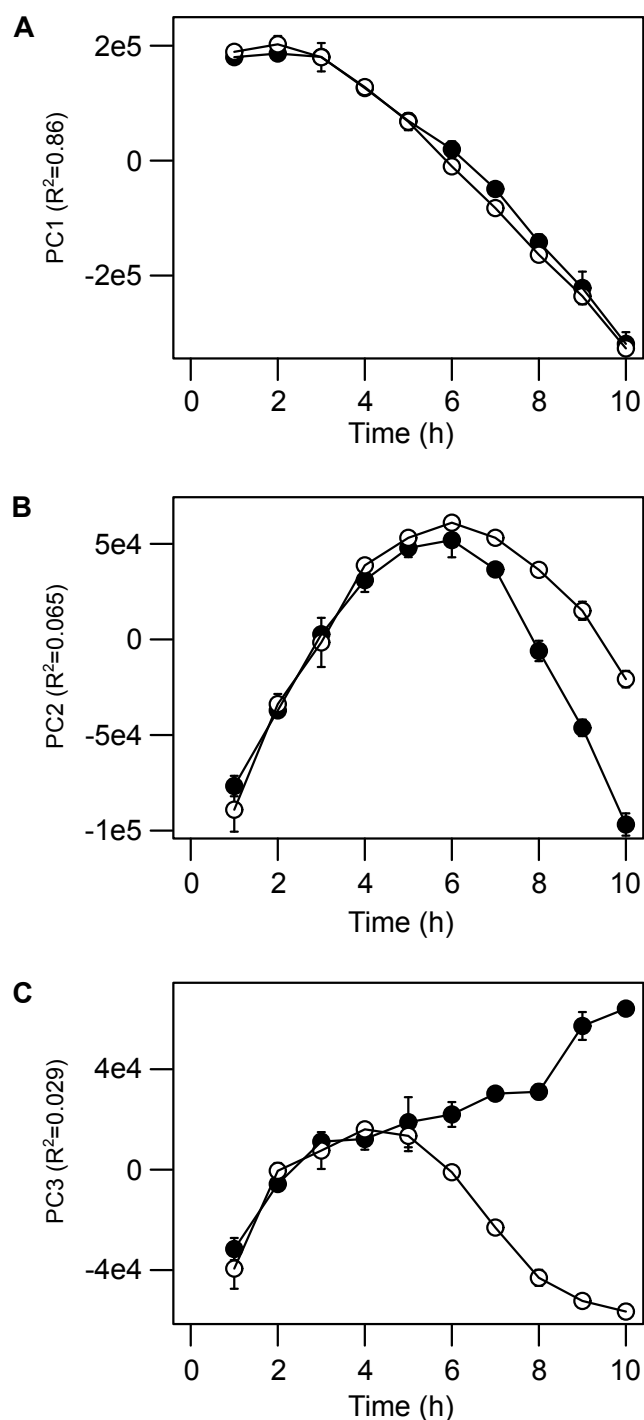 A
2e5
0
-2e5
PC1 (R²=0.86)
0 2 4 6 8 10
Time (h)
B
5e4
0
-5e4
-1e5
PC2 (R²=0.065)
0 2 4 6 8 10
Time (h)
C
4e4
0
-4e4
PC3 (R²=0.029)
0 2 4 6 8 10
Time (h)